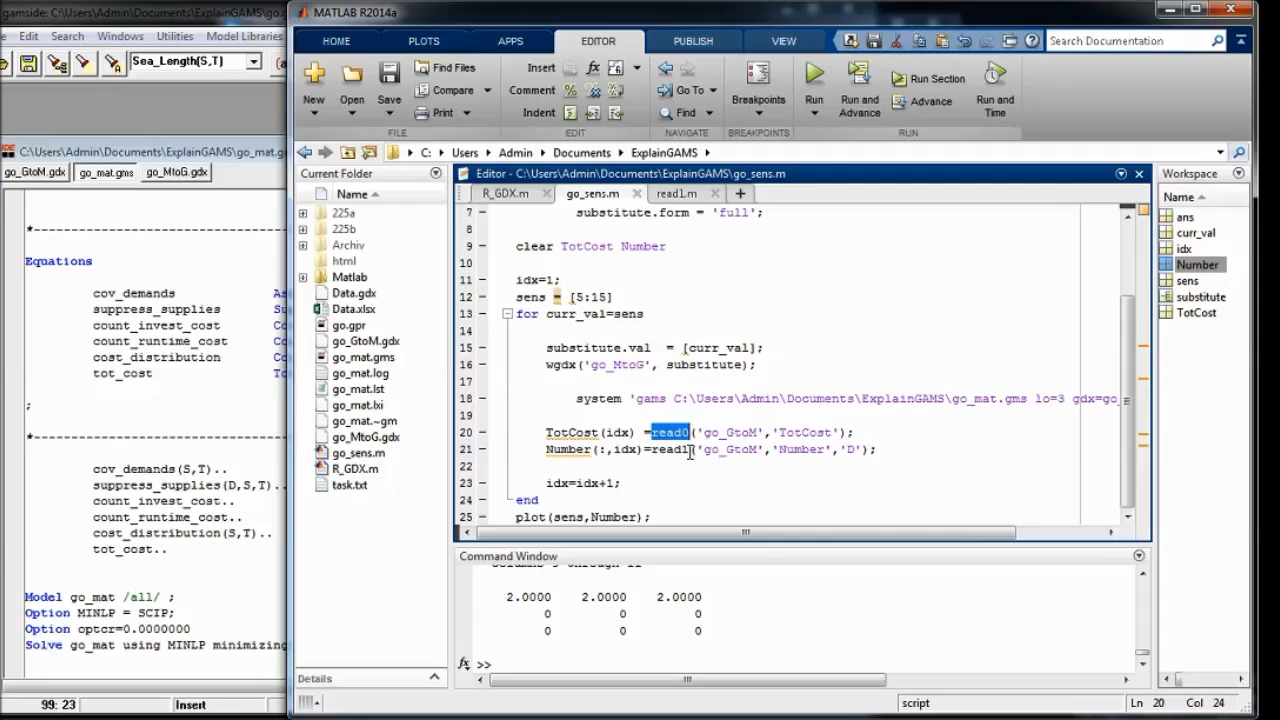 gamside: C:\Users\Admin\Documents\ExplainGAMS\go.g
Edit Search Windows Utilities Model Libraries
Sea_Length(S,T)
C:\Users\Admin\Documents\ExplainGAMS\go_mat.gm
go_GtoM.gdx go_mat.gms go_MtoG.gdx
Equations
cov_demands
suppress_supplies
count_invest_cost
count_runtime_cost
cost_distribution
tot_cost
;
cov_demands(S,T)..
suppress_supplies(D,S,T)..
count_invest_cost..
count_runtime_cost..
cost_distribution(S,T)..
tot_cost..
Model go_mat /all/ ;
Option MINLP = SCIP;
Option optcr=0.0000000
Solve go_mat using MINLP minimizing
99: 23 Insert
MATLAB R2014a
HOME PLOTS APPS EDITOR PUBLISH VIEW
Search Documentation
New Open Save
Find Files
Compare
Print
FILE
Insert fx
Comment
Indent
EDIT
Go To
Find
NAVIGATE
Breakpoints
BREAKPOINTS
Run
Run and Advance
Run Section
Advance
Run and Time
RUN
C: Users Admin Documents ExplainGAMS
Current Folder
Name
225a
225b
Archiv
html
Matlab
Data.gdx
Data.xlsx
go.gpr
go_GtoM.gdx
go_mat.gms
go_mat.log
go_mat.lst
go_mat.lxi
go_mat.~gm
go_MtoG.gdx
go_sens.m
R_GDX.m
task.txt
Details
Editor - C:\Users\Admin\Documents\ExplainGAMS\go_sens.m
R_GDX.m go_sens.m read1.m
7 substitute.form = 'full';
8
9 clear TotCost Number
10
11 idx=1;
12 sens = [5:15]
13 for curr_val=sens
14
15 substitute.val = [curr_val];
16 wgdx('go_MtoG', substitute);
17
18 system 'gams C:\Users\Admin\Documents\ExplainGAMS\go_mat.gms lo=3 gdx=go_
19
20 TotCost(idx) =read0('go_GtoM','TotCost');
21 Number(:,idx)=read1('go_GtoM','Number','D');
22
23 idx=idx+1;
24 end
25 plot(sens,Number);
Command Window
2.0000 2.0000 2.0000
0 0 0
0 0 0
fx >>
Workspace
Name
ans
curr_val
idx
Number
sens
substitute
TotCost
script Ln 20 Col 24